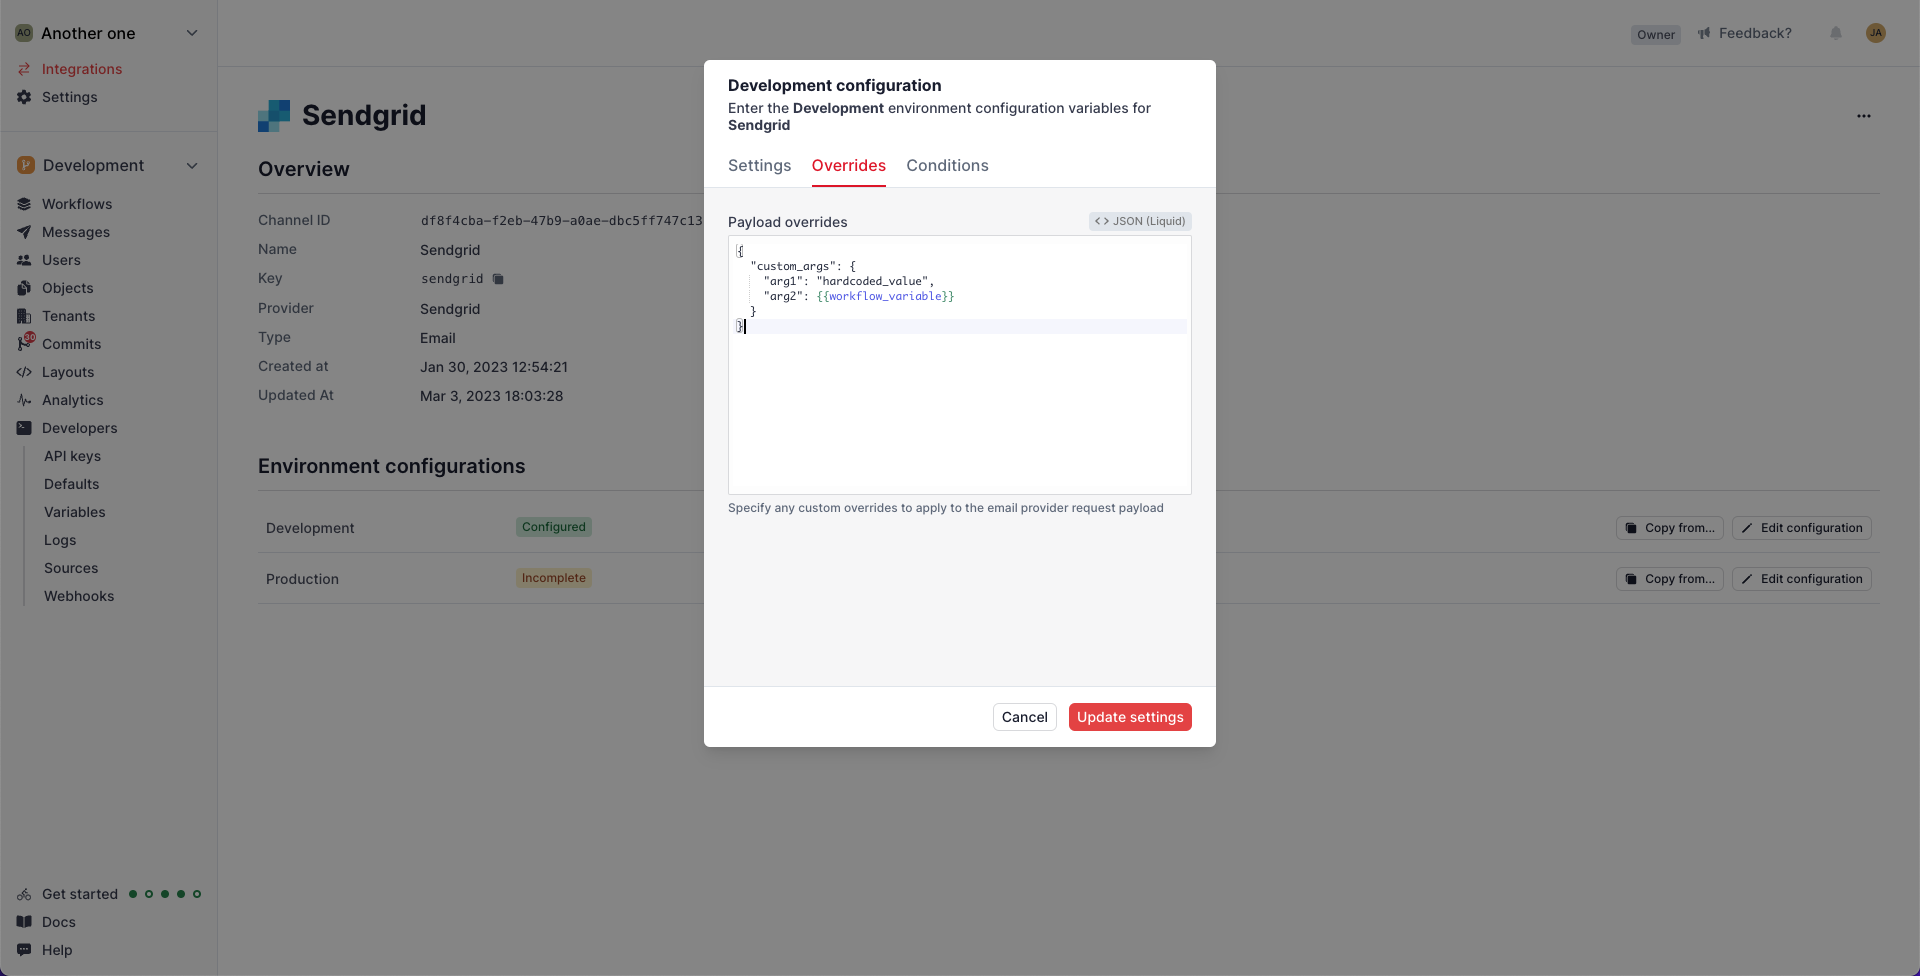 AO Another one
Integrations
Settings
Development
Workflows
Messages
Users
Objects
Tenants
30
Commits
Layouts
Analytics
Developers
API keys
Defaults
Variables
Logs
Sources
Webhooks
Get started
Docs
Help
Owner
Feedback?
JA
Sendgrid
Overview
Channel ID df8f4cba-f2eb-47b9-a0ae-dbc5ff747c13
Name Sendgrid
Key sendgrid
Provider Sendgrid
Type Email
Created at Jan 30, 2023 12:54:21
Updated At Mar 3, 2023 18:03:28
Environment configurations
Development Configured Copy from... Edit configuration
Production Incomplete Copy from... Edit configuration
Development configuration
Enter the Development environment configuration variables for
Sendgrid
Settings Overrides Conditions
Payload overrides <> JSON (Liquid)
{
"custom_args": {
"arg1": "hardcoded_value",
"arg2": {{workflow_variable}}
}
}
Specify any custom overrides to apply to the email provider request payload
Cancel Update settings